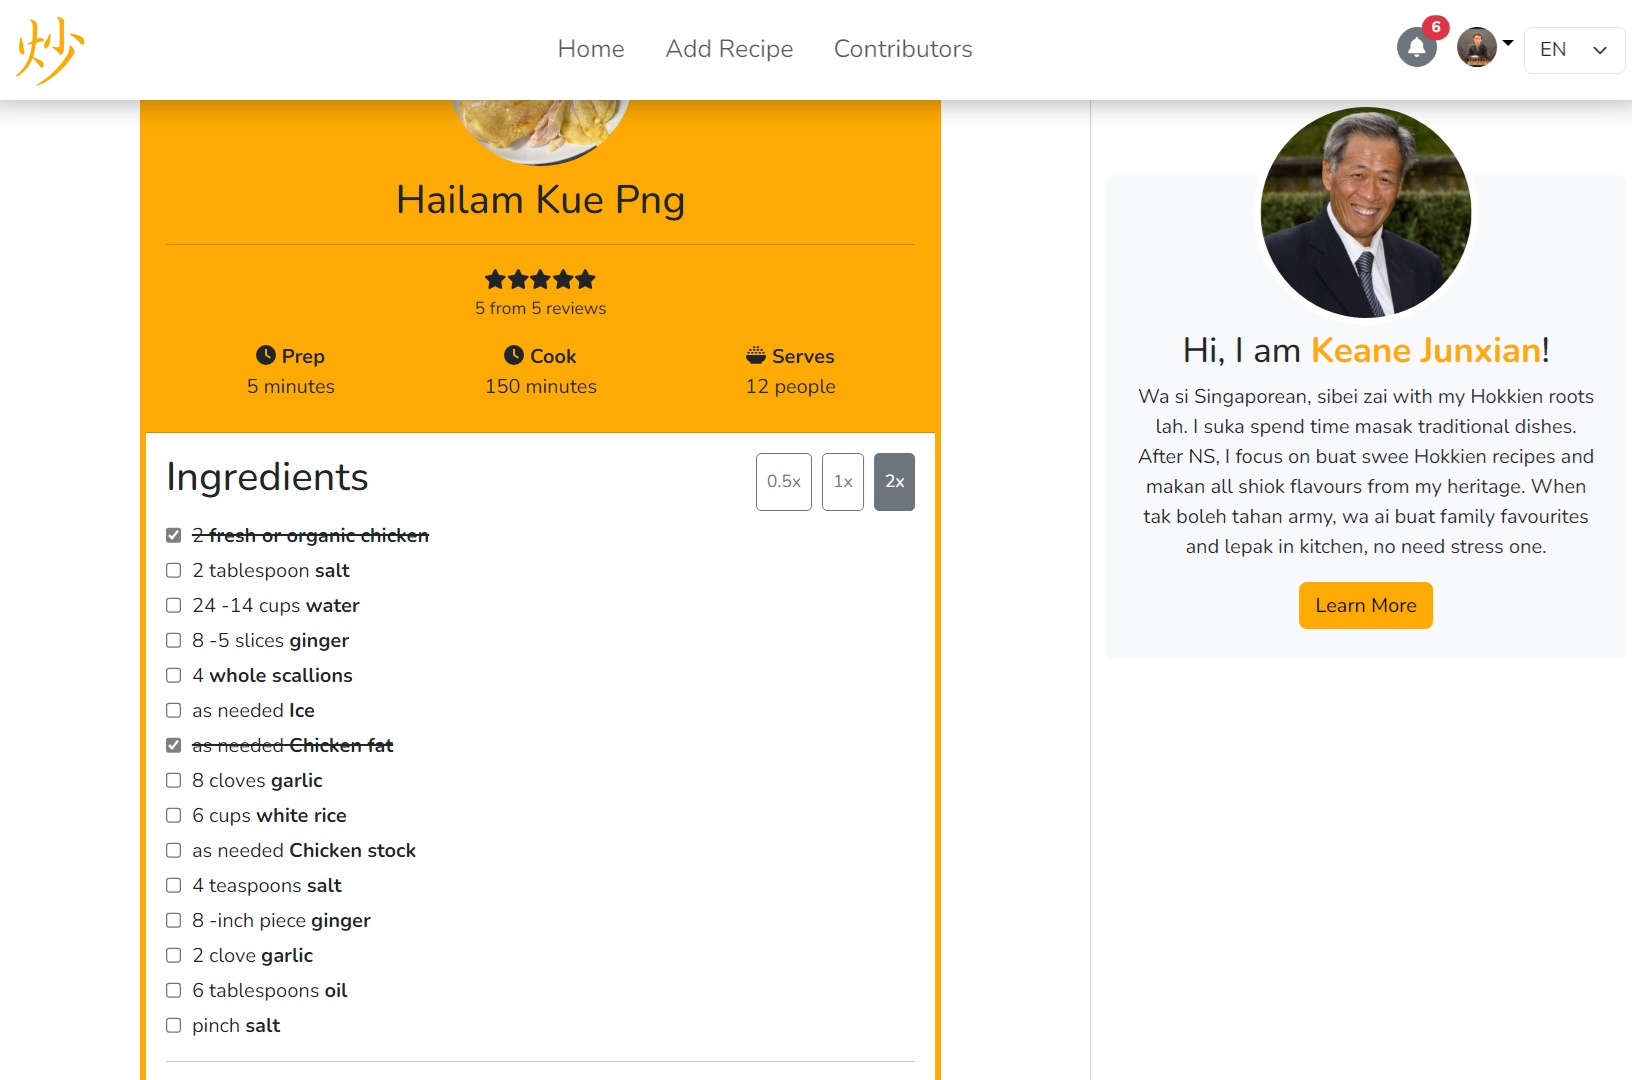 炒
Home
Add Recipe
Contributors
6
EN
Hailam Kue Png
5 from 5 reviews
Prep
5 minutes
Cook
150 minutes
Serves
12 people
Ingredients
0.5x
1x
2x
2 fresh or organic chicken
2 tablespoon salt
24 -14 cups water
8 -5 slices ginger
4 whole scallions
as needed Ice
as needed Chicken fat
8 cloves garlic
6 cups white rice
as needed Chicken stock
4 teaspoons salt
8 -inch piece ginger
2 clove garlic
6 tablespoons oil
pinch salt
Hi, I am Keane Junxian!
Wa si Singaporean, sibei zai with my Hokkien roots
lah. I suka spend time masak traditional dishes.
After NS, I focus on buat swee Hokkien recipes and
makan all shiok flavours from my heritage. When
tak boleh tahan army, wa ai buat family favourites
and lepak in kitchen, no need stress one.
Learn More